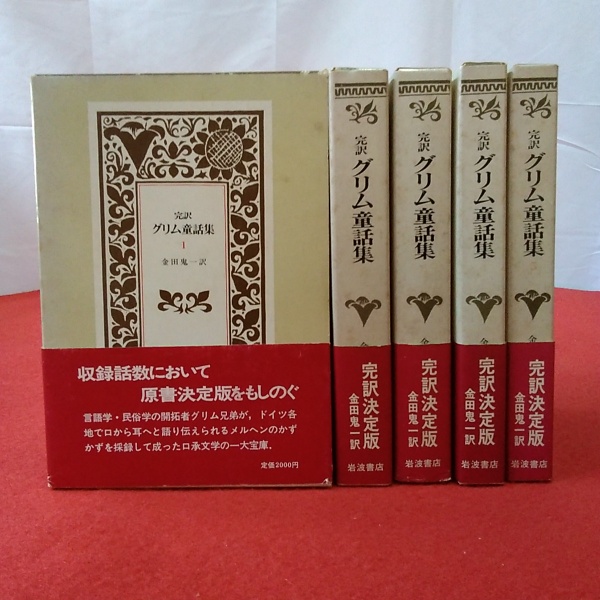 完訳
グリム童話集
1
金田鬼一訳
収録話数において
原書決定版をもしのぐ
言語学・民俗学の開拓者グリム兄弟が，ドイツ各
地で口から耳へと語り伝えられるメルヘンのかず
かずを採録して成った口承文学の一大宝庫．
定価2000円
完訳
グリム童話集
金
完訳決定版
金田鬼一訳
岩波書店
完訳
グリム童話集
金
完訳決定版
金田鬼一訳
岩波書店
完訳
グリム童話集
金
完訳決定版
金田鬼一訳
岩波書店
完訳
グリム童話集
金
完訳決定版
金田鬼一訳
岩波書店